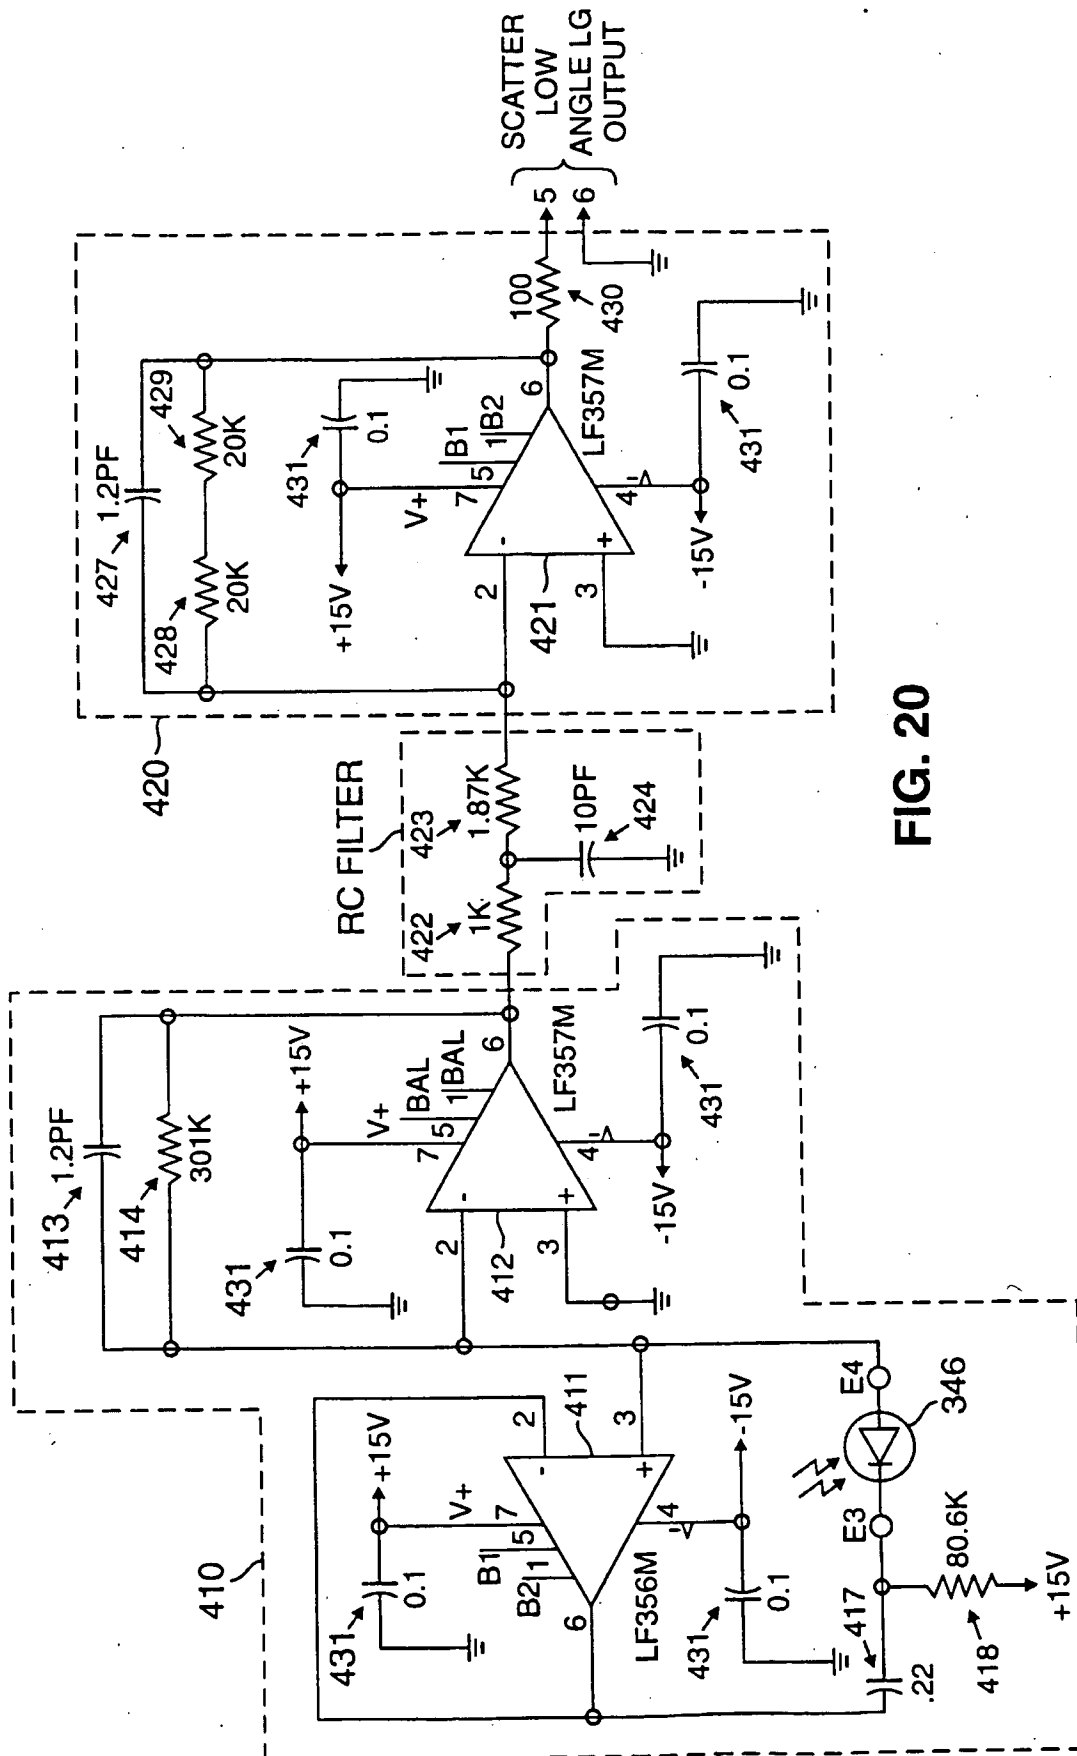 410
431
0.1
+15V
V+
7
B1
5
B2
1
2
-
411
3
+
6
LF356M
4
-V
-15V
431
0.1
417
.22
E3
E4
346
80.6K
418
+15V
413
1.2PF
414
301K
431
0.1
+15V
V+
7
BAL
5
BAL
1
2
-
412
3
+
6
LF357M
4
-V
-15V
431
0.1
RC FILTER
422
1K
423
1.87K
10PF
424
420
427
1.2PF
428
20K
429
20K
431
0.1
+15V
V+
7
B1
5
B2
1
2
-
421
3
+
6
LF357M
4
-V
-15V
431
0.1
100
430
5
6
SCATTER
LOW
ANGLE LG
OUTPUT
FIG. 20